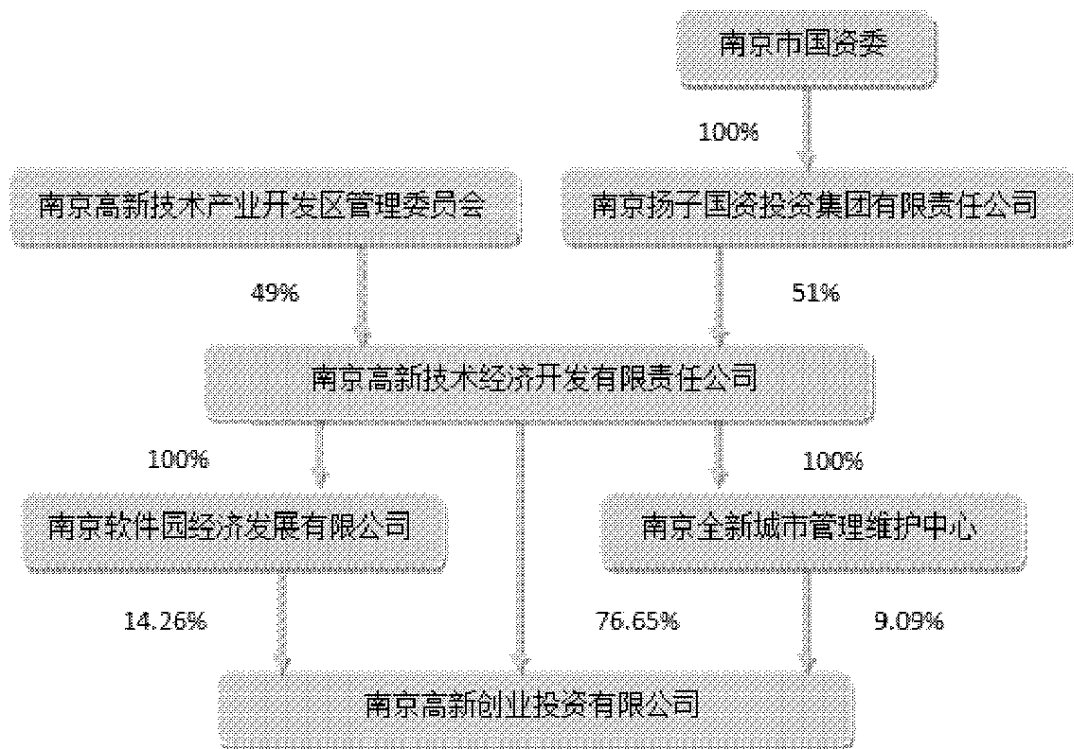 南京市国资委
100%
南京高新技术产业开发区管理委员会
南京扬子国资投资集团有限责任公司
49%
51%
南京高新技术经济开发有限责任公司
100%
100%
南京软件园经济发展有限公司
南京全新城市管理维护中心
14.26%
76.65%
9.09%
南京高新创业投资有限公司